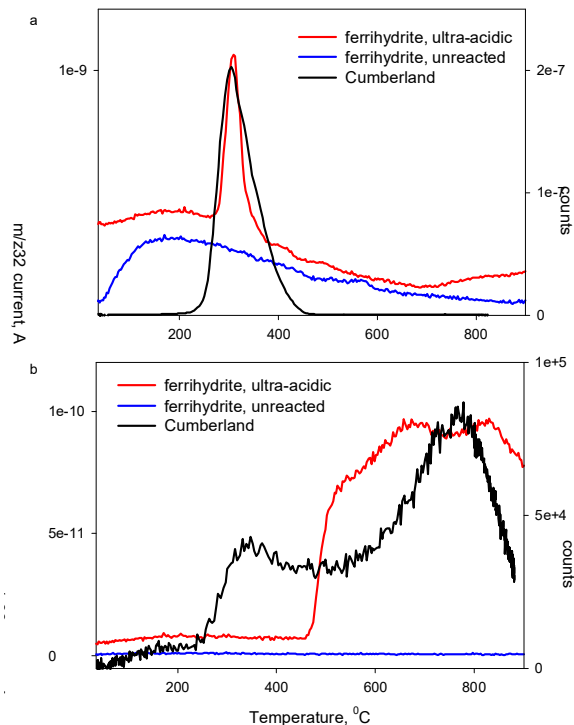 a
ferrihydrite, ultra-acidic
ferrihydrite, unreacted
Cumberland
1e-9
2e-7
1e-7
0
counts
m/z32 current, A
200
400
600
800
b
ferrihydrite, ultra-acidic
ferrihydrite, unreacted
Cumberland
1e-10
5e-11
0
1e+5
5e+4
0
counts
200
400
600
800
Temperature, ⁰C